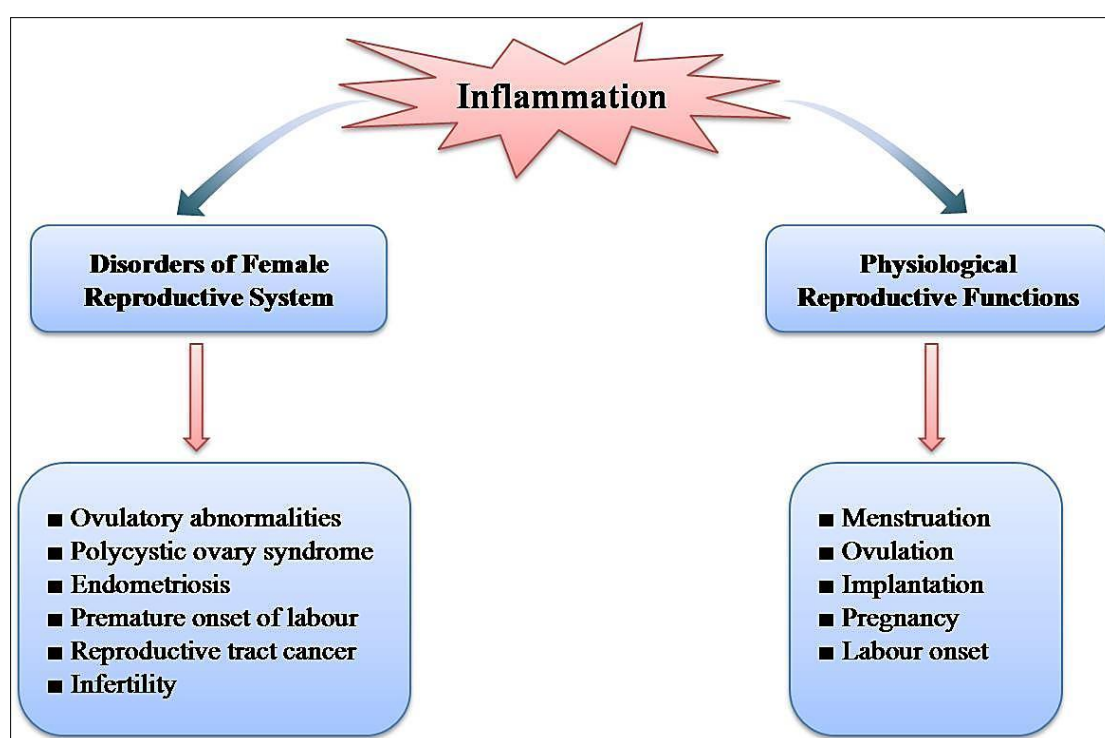 Inflammation
Disorders of Female
Reproductive System
■ Ovulatory abnormalities
■ Polycystic ovary syndrome
■ Endometriosis
■ Premature onset of labour
■ Reproductive tract cancer
■ Infertility
Physiological
Reproductive Functions
■ Menstruation
■ Ovulation
■ Implantation
■ Pregnancy
■ Labour onset